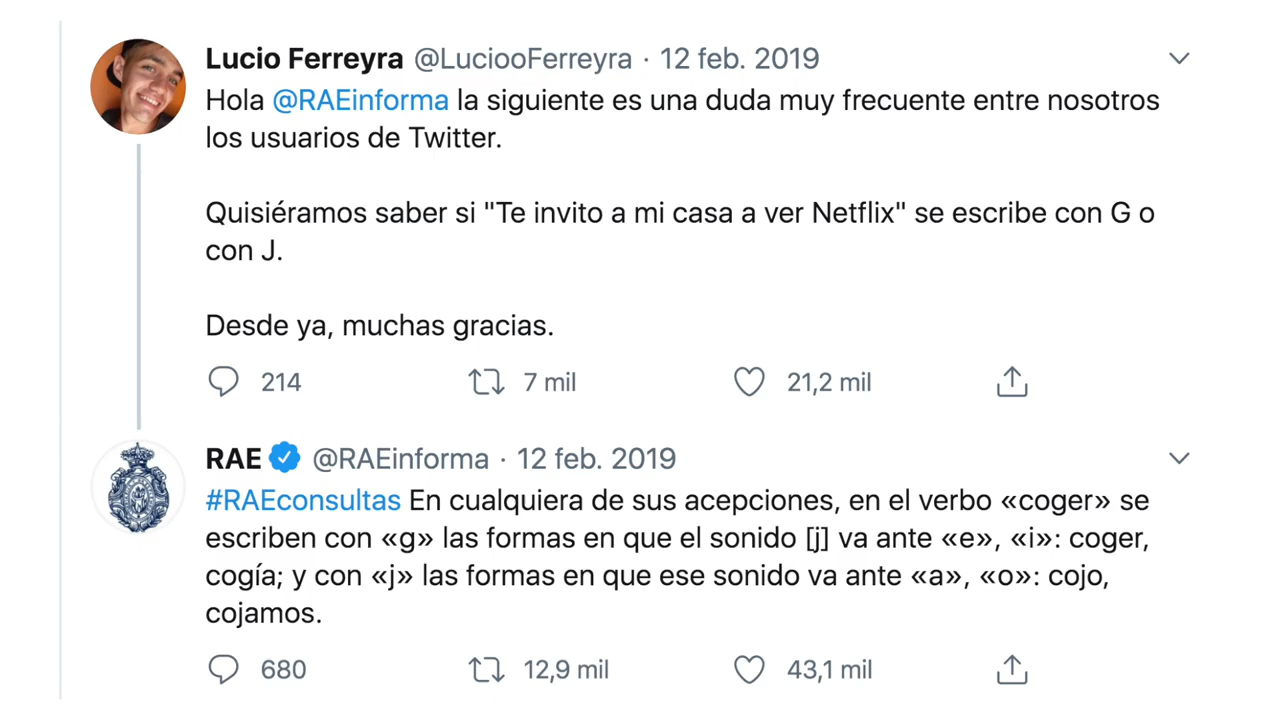 Lucio Ferreyra @LuciooFerreyra · 12 feb. 2019
Hola @RAEinforma la siguiente es una duda muy frecuente entre nosotros
los usuarios de Twitter.
Quisiéramos saber si "Te invito a mi casa a ver Netflix" se escribe con G o
con J.
Desde ya, muchas gracias.
214 7 mil 21,2 mil
RAE @RAEinforma · 12 feb. 2019
#RAEconsultas En cualquiera de sus acepciones, en el verbo «coger» se
escriben con «g» las formas en que el sonido [j] va ante «e», «i»: coger,
cogía; y con «j» las formas en que ese sonido va ante «a», «o»: cojo,
cojamos.
680 12,9 mil 43,1 mil